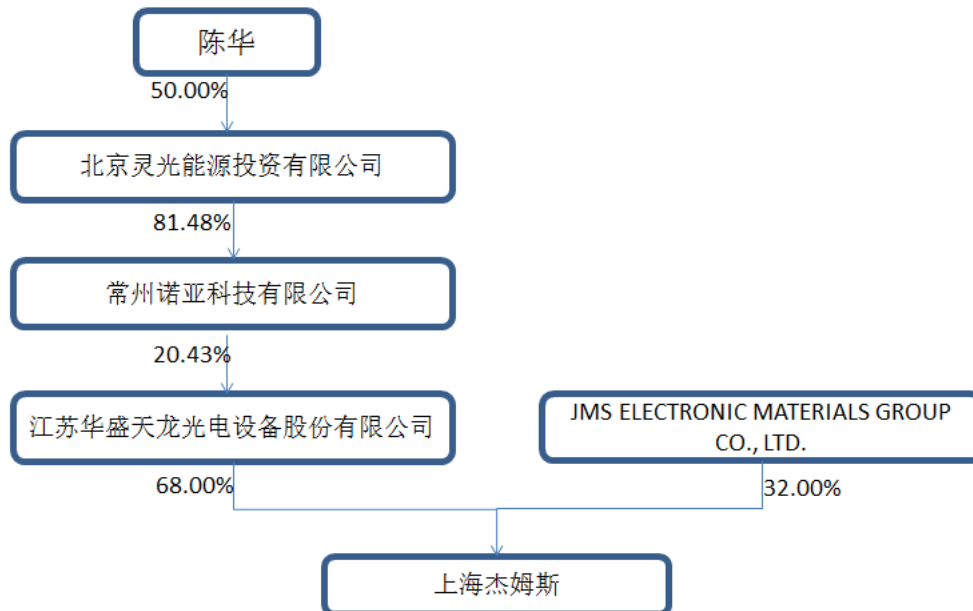 陈华
50.00%
北京灵光能源投资有限公司
81.48%
常州诺亚科技有限公司
20.43%
江苏华盛天龙光电设备股份有限公司
JMS ELECTRONIC MATERIALS GROUP
CO., LTD.
68.00%
32.00%
上海杰姆斯